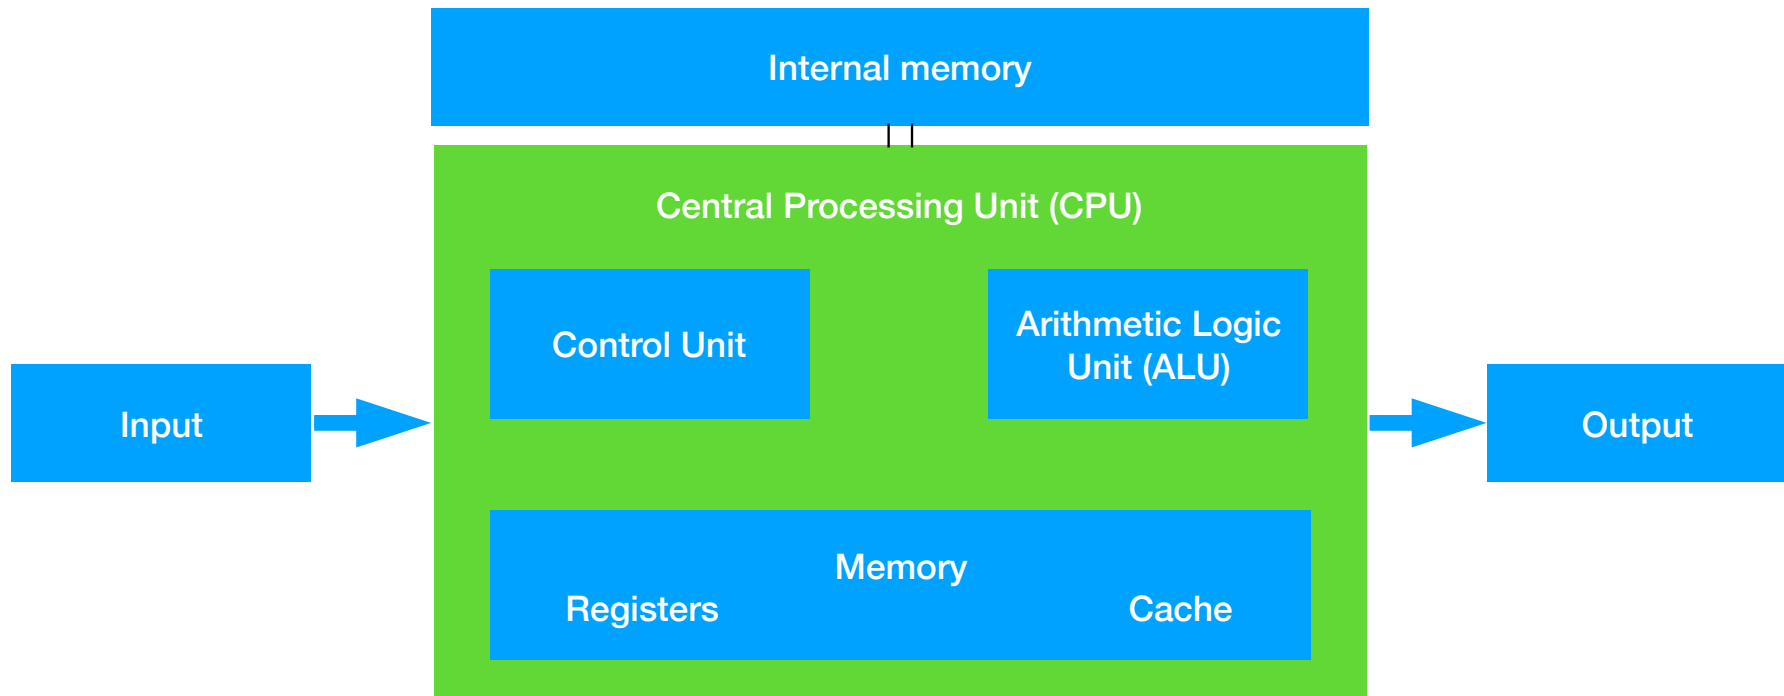 Internal memory
Central Processing Unit (CPU)
Control Unit
Arithmetic Logic
Unit (ALU)
Input
Output
Memory
Registers
Cache